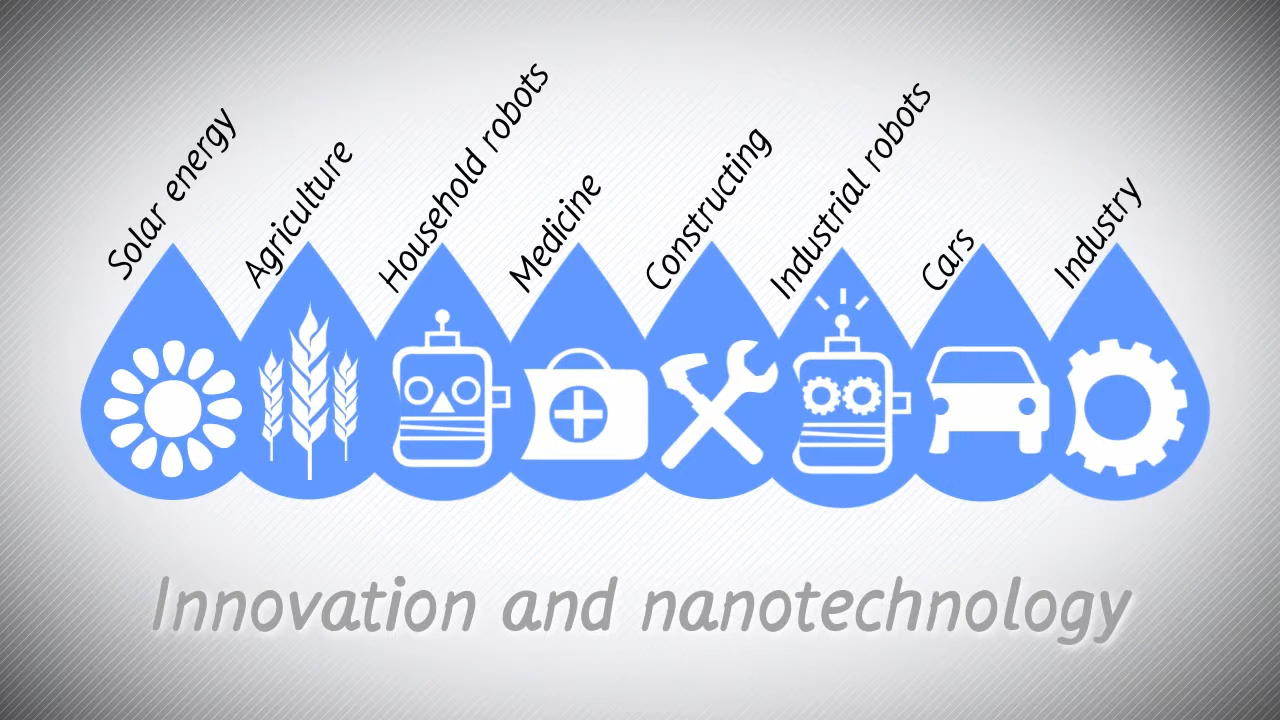 Solar energy
Agriculture
Household robots
Medicine
Constructing
Industrial robots
Cars
Industry
Innovation and nanotechnology